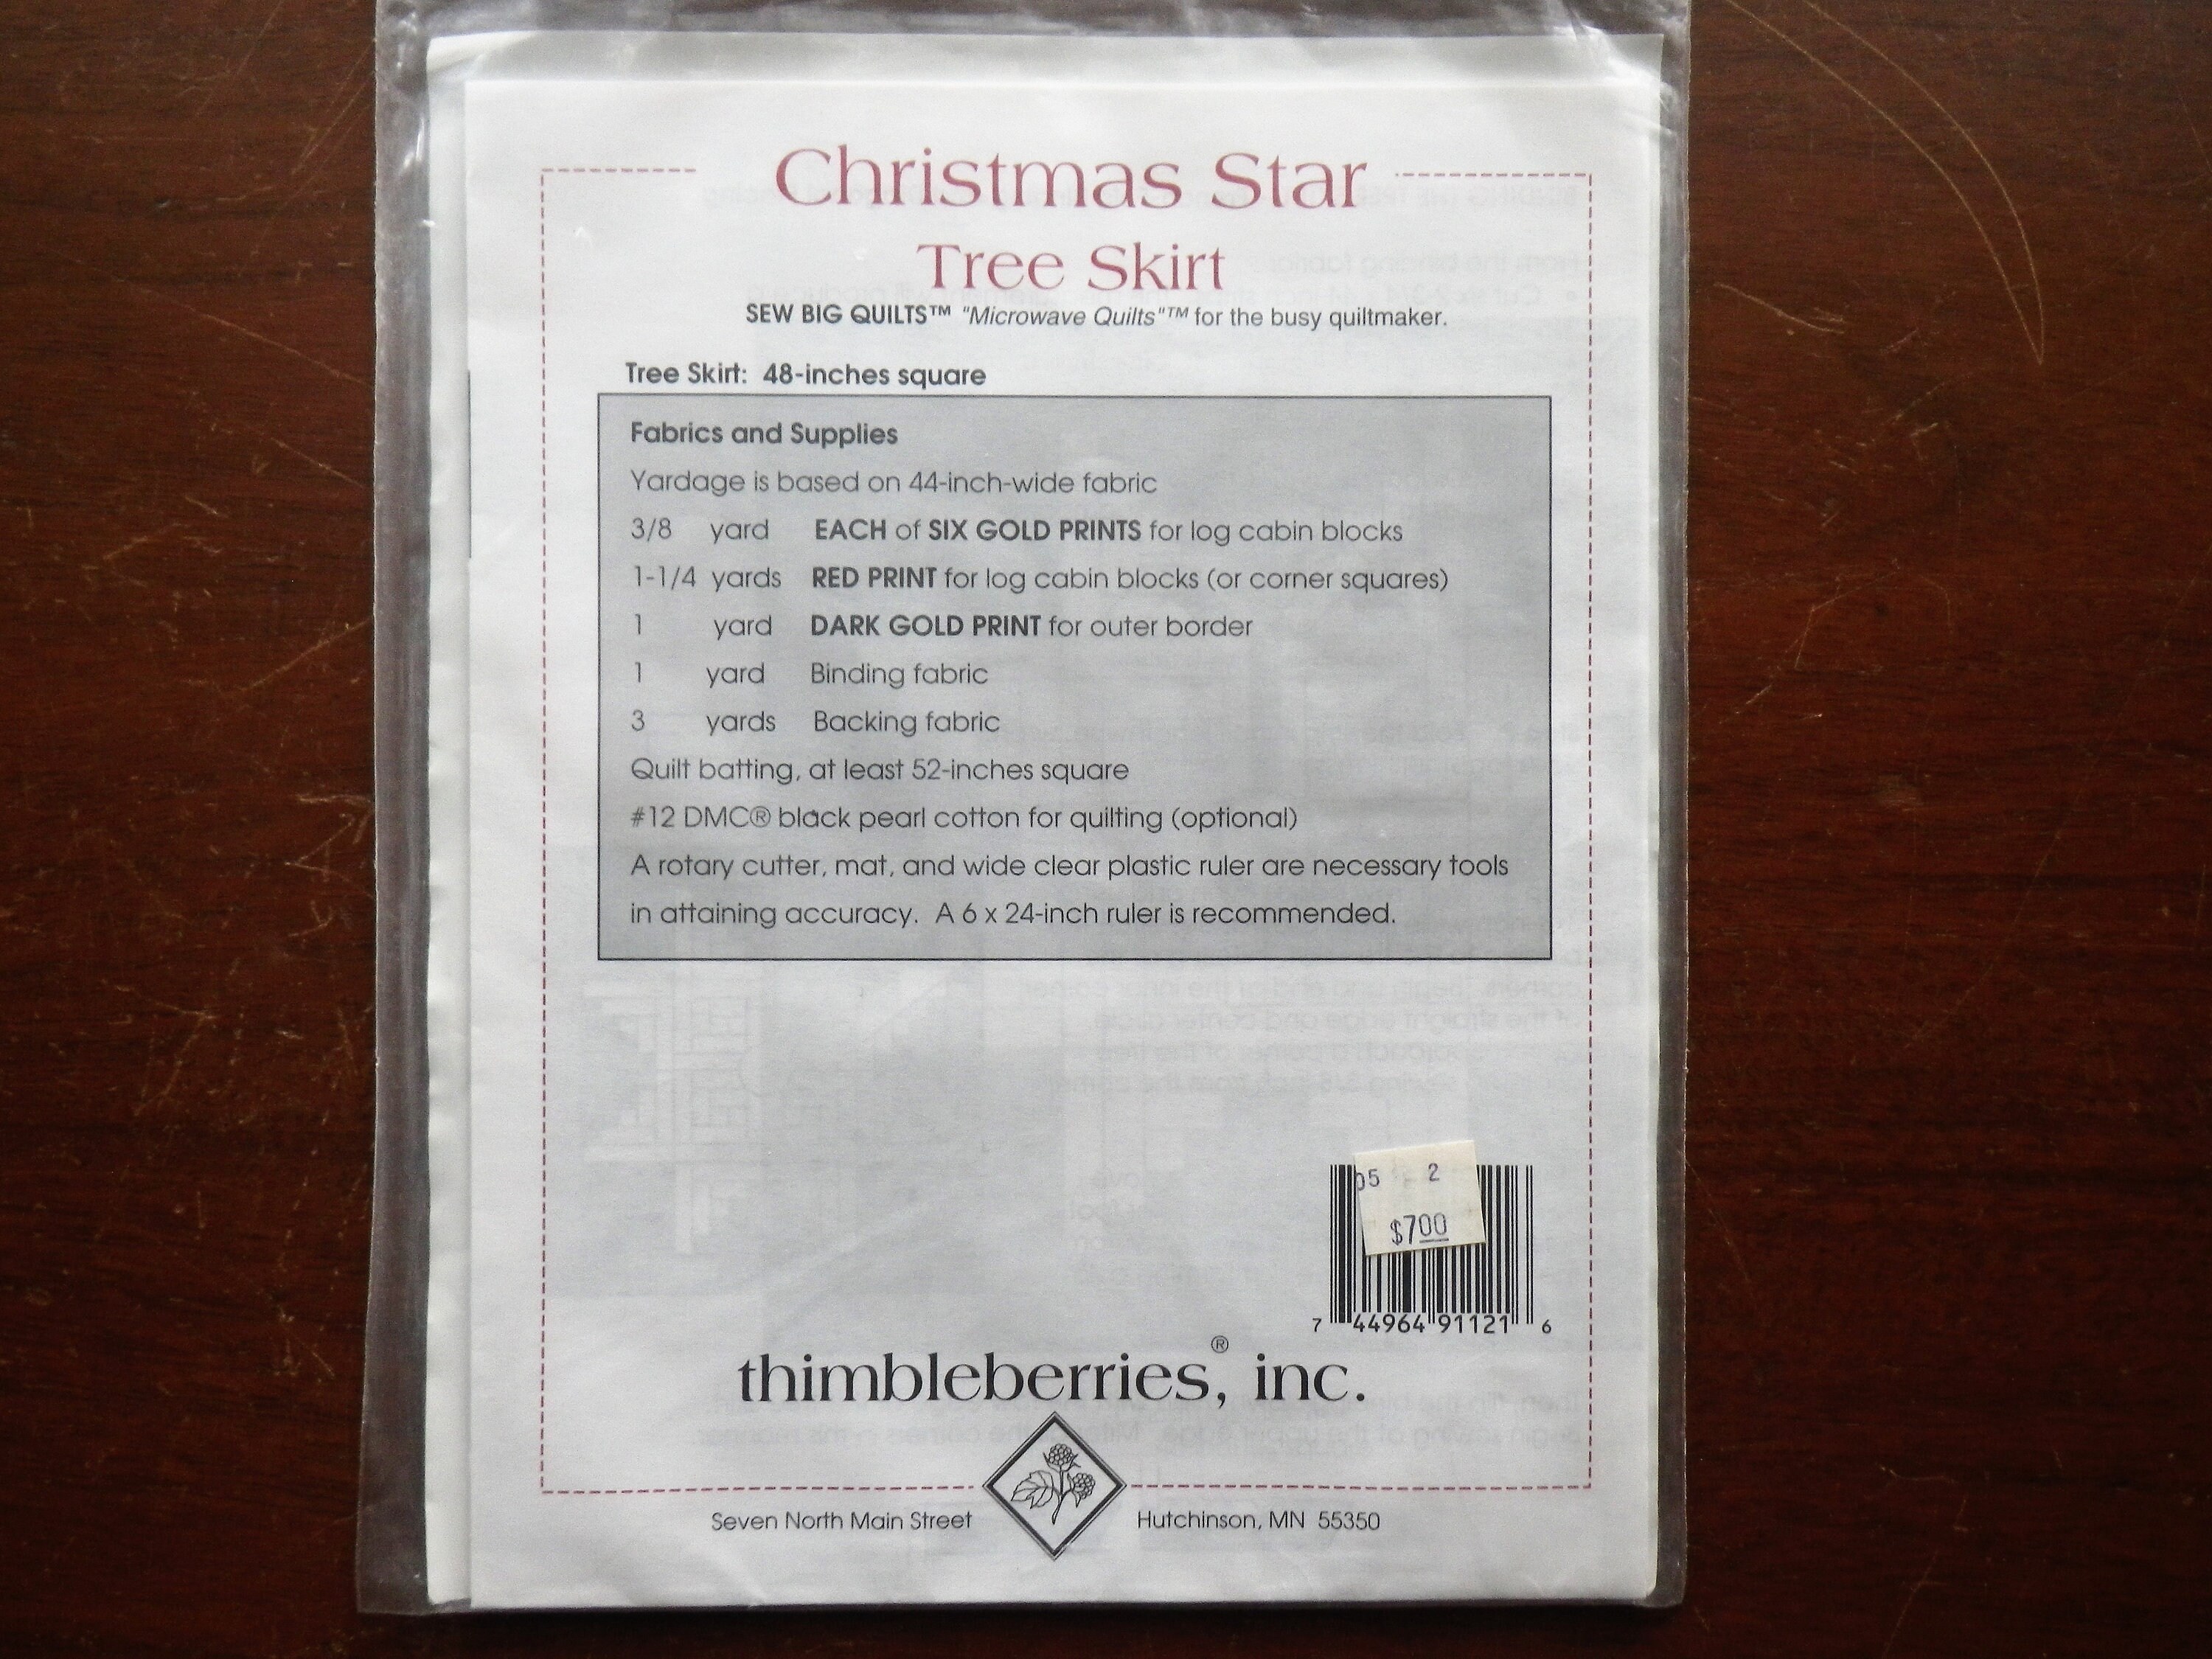 Christmas Star
Tree Skirt
SEW BIG QUILTS™ "Microwave Quilts"™ for the busy quiltmaker.
Tree Skirt: 48-inches square
Fabrics and Supplies
Yardage is based on 44-inch-wide fabric
3/8 yard EACH of SIX GOLD PRINTS for log cabin blocks
1-1/4 yards RED PRINT for log cabin blocks (or corner squares)
1 yard DARK GOLD PRINT for outer border
1 yard Binding fabric
3 yards Backing fabric
Quilt batting, at least 52-inches square
#12 DMC® black pearl cotton for quilting (optional)
A rotary cutter, mat, and wide clear plastic ruler are necessary tools
in attaining accuracy. A 6 x 24-inch ruler is recommended.
05 2
$700
7 44964 91121 6
thimbleberries®, inc.
Seven North Main Street Hutchinson, MN 55350